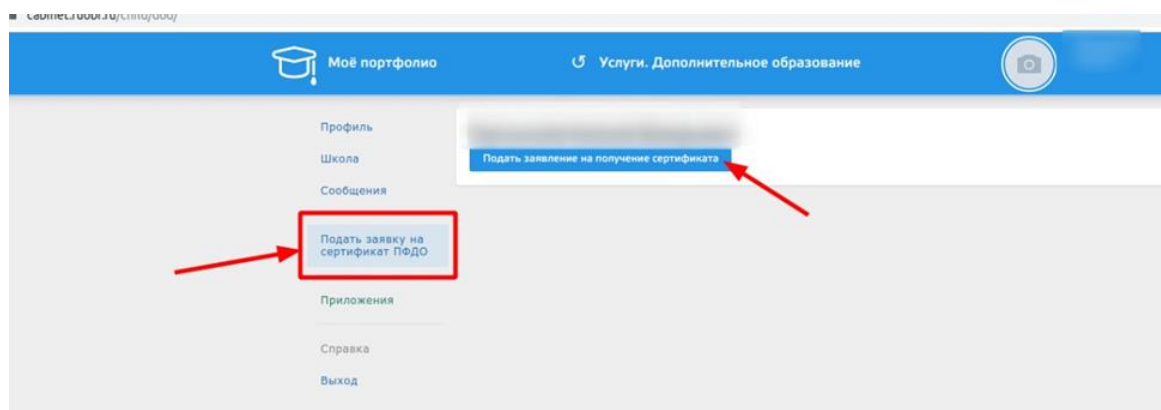 cabinet.ruobr.ru/child/dod/
Моё портфолио
Услуги. Дополнительное образование
Профиль
Школа
Подать заявление на получение сертификата
Сообщения
Подать заявку на
сертификат ПФДО
Приложения
Справка
Выход